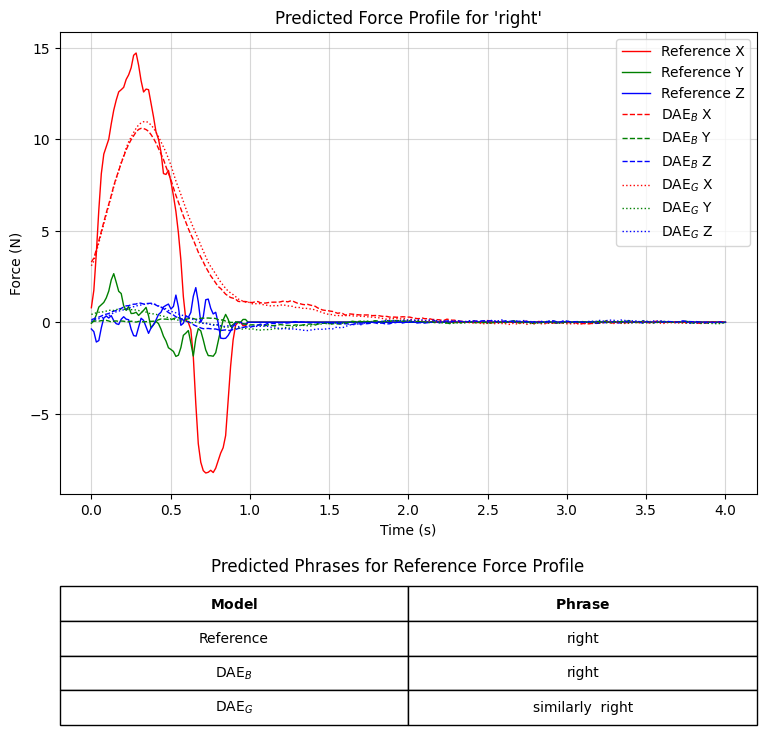 Predicted Force Profile for 'right'
Force (N)
15
10
5
0
−5
Reference X
Reference Y
Reference Z
DAE_B X
DAE_B Y
DAE_B Z
DAE_G X
DAE_G Y
DAE_G Z
0.0 0.5 1.0 1.5 2.0 2.5 3.0 3.5 4.0
Time (s)
Predicted Phrases for Reference Force Profile
Model Phrase
Reference right
DAE_B right
DAE_G similarly  right